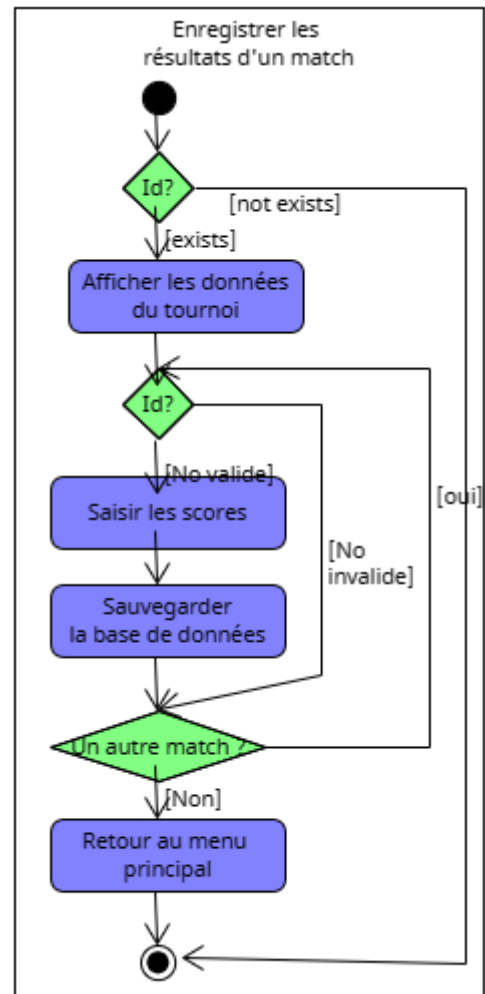 Enregistrer les
résultats d'un match
Id?
[not exists]
[exists]
Afficher les données
du tournoi
Id?
[No valide]
Saisir les scores
[oui]
[No
invalide]
Sauvegarder
la base de données
Un autre match ?
[Non]
Retour au menu
principal